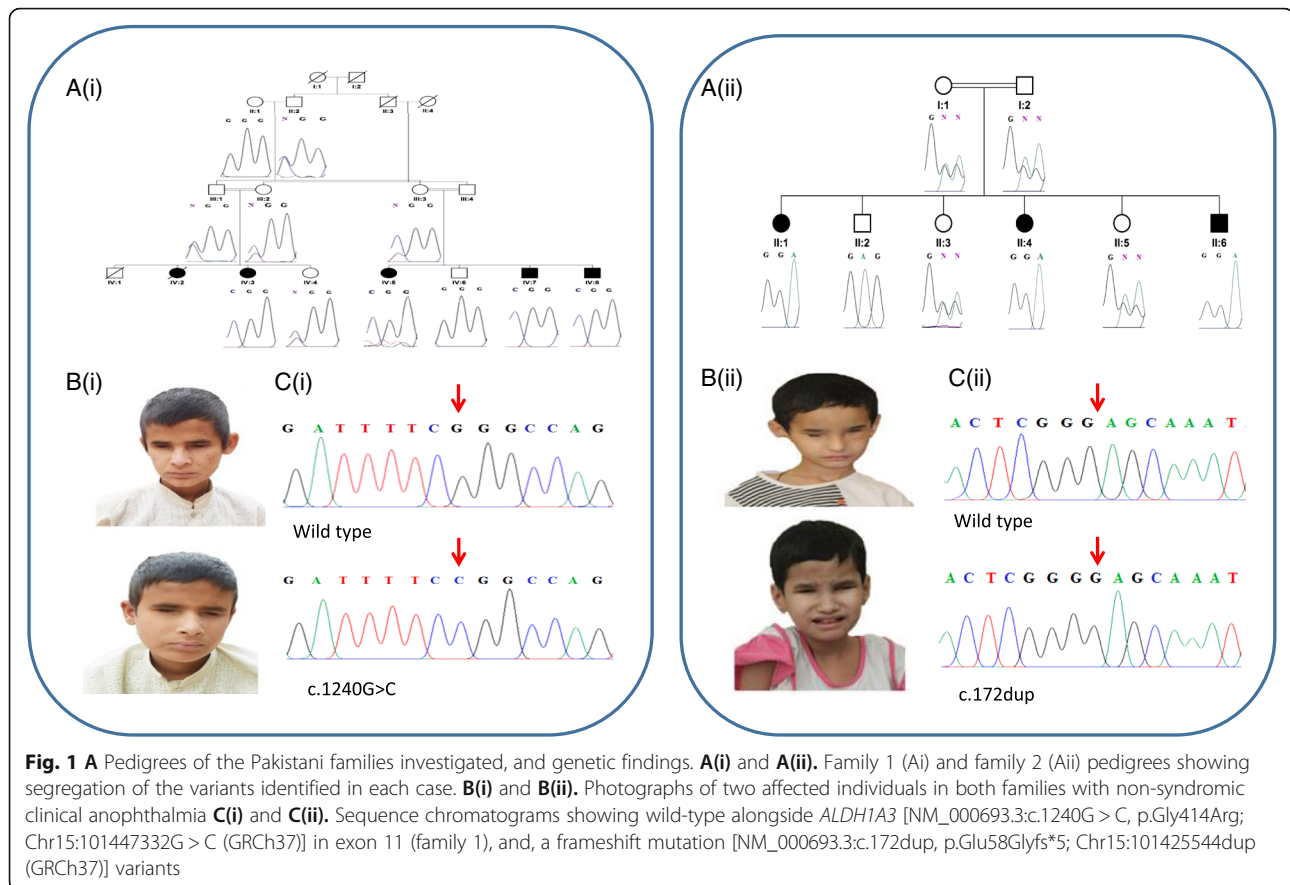 A(i)
I:1 I:2
II:1 II:2 II:3 II:4
G G G N G G
III:1 III:2 III:3 III:4
N G G N G G N G G
IV:1 IV:2 IV:3 IV:4 IV:5 IV:6 IV:7 IV:8
C G G N G G C G G G G G C G G C G G
B(i) C(i)
G A T T T T C G G G C C A G
Wild type
G A T T T T C C G G C C A G
c.1240G>C
A(ii)
I:1 I:2
G N N G N N
II:1 II:2 II:3 II:4 II:5 II:6
G G A G A G G N N G G A G N N G G A
B(ii) C(ii)
A C T C G G G A G C A A A T
Wild type
A C T C G G G G A G C A A A T
c.172dup
Fig. 1 A Pedigrees of the Pakistani families investigated, and genetic findings. A(i) and A(ii). Family 1 (Ai) and family 2 (Aii) pedigrees showing
segregation of the variants identified in each case. B(i) and B(ii). Photographs of two affected individuals in both families with non-syndromic
clinical anophthalmia C(i) and C(ii). Sequence chromatograms showing wild-type alongside ALDH1A3 [NM_000693.3:c.1240G > C, p.Gly414Arg;
Chr15:101447332G > C (GRCh37)] in exon 11 (family 1), and, a frameshift mutation [NM_000693.3:c.172dup, p.Glu58Glyfs*5; Chr15:101425544dup
(GRCh37)] variants